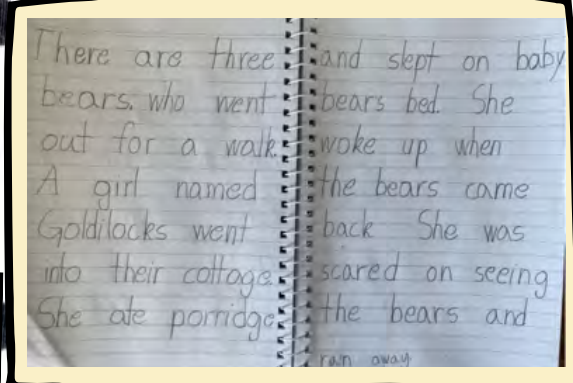 There are three
bears. who went
out for a walk.
A girl named
Goldilocks went
into their cottage.
She ate porridge
and slept on baby
bears bed. She
woke up when
the bears came
back She was
scared on seeing
the bears and
ran away